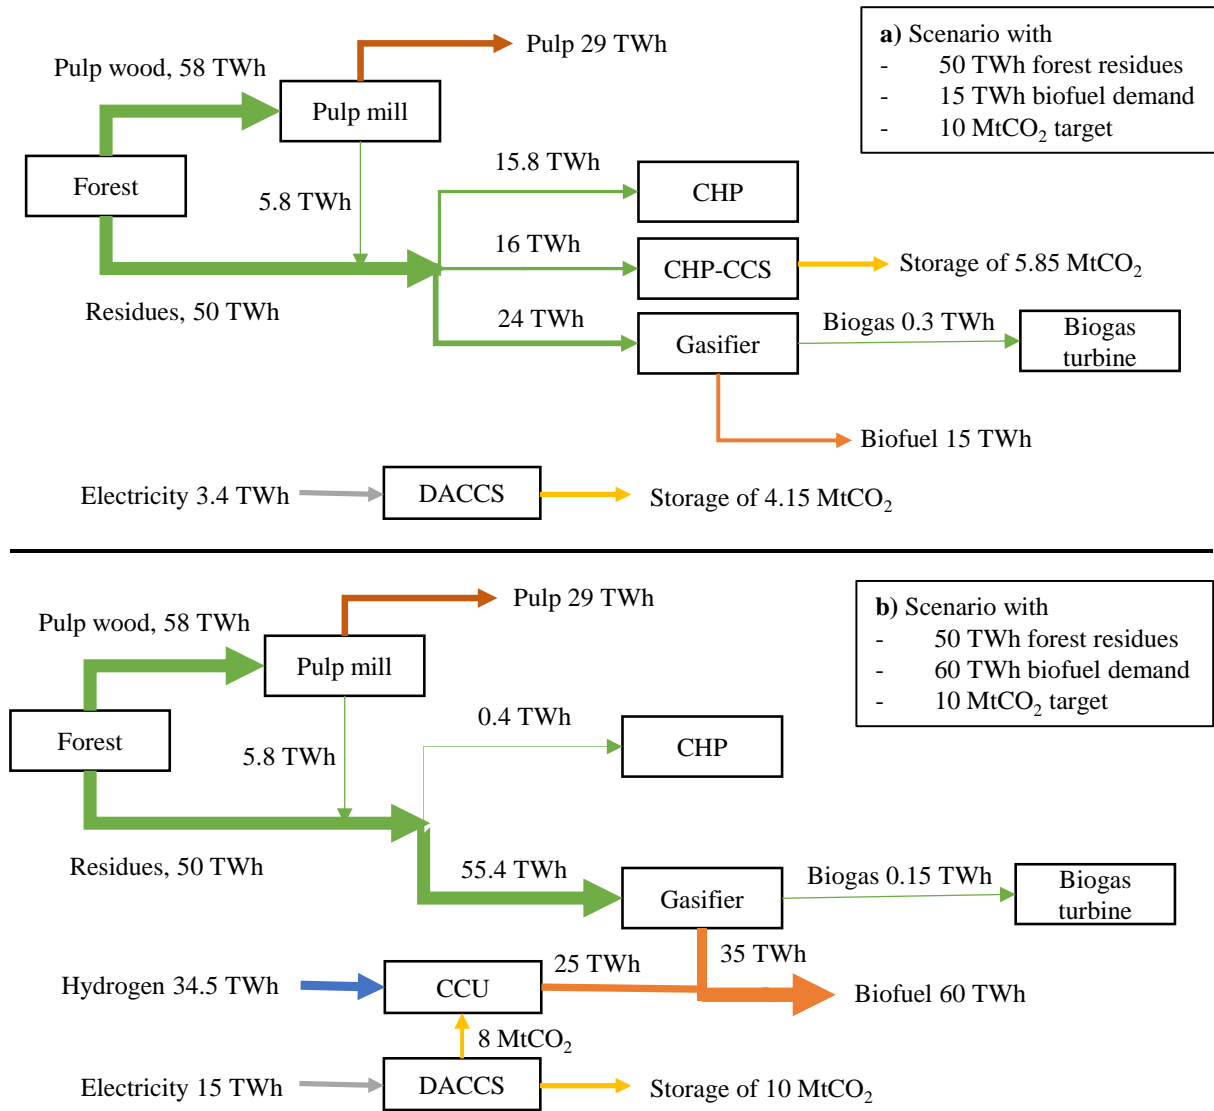 Pulp 29 TWh
a) Scenario with
- 50 TWh forest residues
- 15 TWh biofuel demand
- 10 MtCO₂ target
Pulp wood, 58 TWh
Pulp mill
15.8 TWh
Forest
5.8 TWh
CHP
16 TWh
CHP-CCS
Storage of 5.85 MtCO₂
Residues, 50 TWh
24 TWh
Gasifier
Biogas 0.3 TWh
Biogas
turbine
Biofuel 15 TWh
Electricity 3.4 TWh
DACCS
Storage of 4.15 MtCO₂
Pulp 29 TWh
b) Scenario with
- 50 TWh forest residues
- 60 TWh biofuel demand
- 10 MtCO₂ target
Pulp wood, 58 TWh
Pulp mill
0.4 TWh
Forest
5.8 TWh
CHP
Residues, 50 TWh
55.4 TWh
Gasifier
Biogas 0.15 TWh
Biogas
turbine
35 TWh
25 TWh
Hydrogen 34.5 TWh
CCU
Biofuel 60 TWh
8 MtCO₂
Electricity 15 TWh
DACCS
Storage of 10 MtCO₂